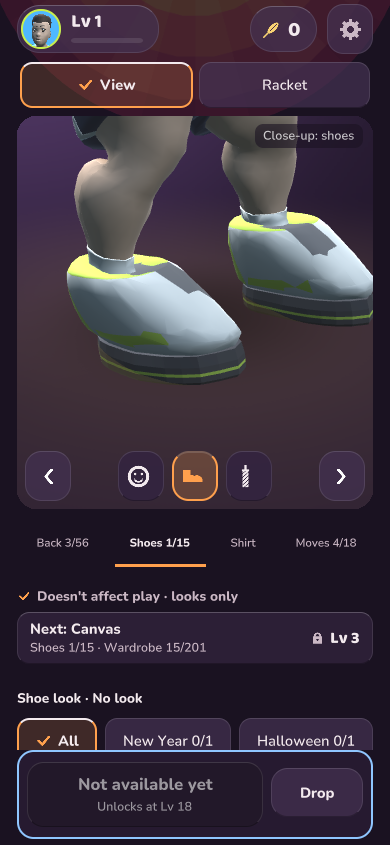 Lv 1
0
View
Racket
Close-up: shoes
Back 3/56
Shoes 1/15
Shirt
Moves 4/18
Doesn't affect play · looks only
Next: Canvas
Shoes 1/15 · Wardrobe 15/201
Lv 3
Shoe look · No look
All
New Year 0/1
Halloween 0/1
Not available yet
Unlocks at Lv 18
Drop